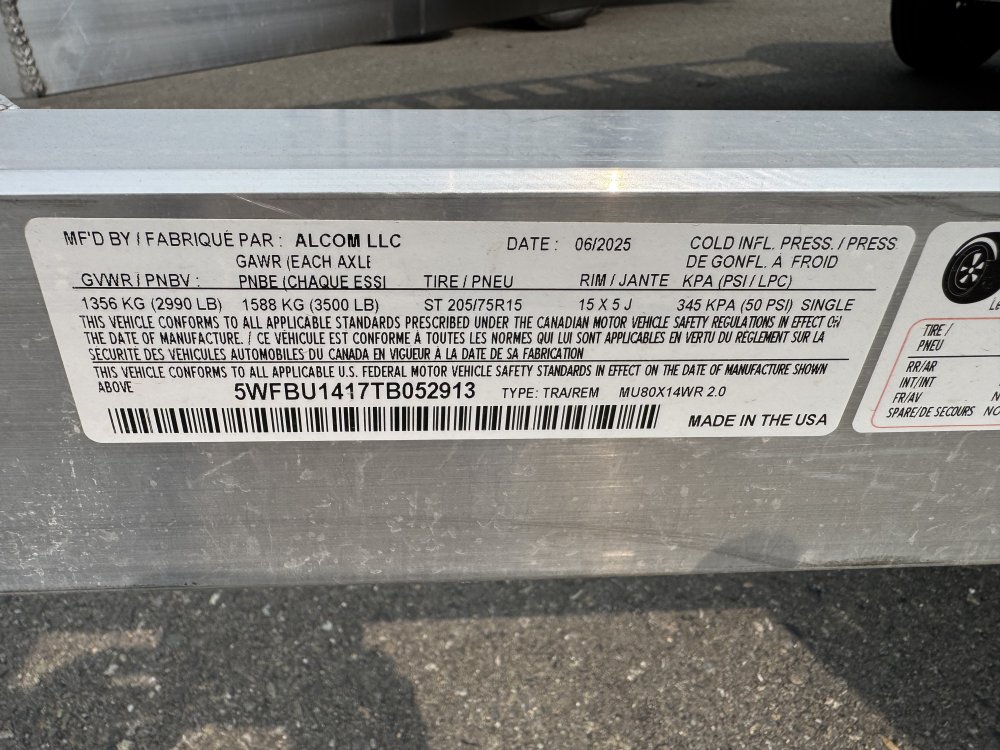 MF'D BY / FABRIQUÉ PAR : ALCOM LLC DATE : 06/2025 COLD INFL. PRESS. / PRESS.
GAWR (EACH AXLE DE GONFL. À FROID
GVWR / PNBV : PNBE (CHAQUE ESSI TIRE / PNEU RIM / JANTE KPA (PSI / LPC)
1356 KG (2990 LB) 1588 KG (3500 LB) ST 205/75R15 15 X 5 J 345 KPA (50 PSI) SINGLE
THIS VEHICLE CONFORMS TO ALL APPLICABLE STANDARDS PRESCRIBED UNDER THE CANADIAN MOTOR VEHICLE SAFETY REGULATIONS IN EFFECT ON
THE DATE OF MANUFACTURE. / CE VÉHICULE EST CONFORME À TOUTES LES NORMES QUI LUI SONT APPLICABLES EN VERTU DU RÈGLEMENT SUR LA
SÉCURITÉ DES VÉHICULES AUTOMOBILES DU CANADA EN VIGUEUR À LA DATE DE SA FABRICATION
THIS VEHICLE CONFORMS TO ALL APPLICABLE U.S. FEDERAL MOTOR VEHICLE SAFETY STANDARDS IN EFFECT ON THE DATE OF MANUFACTURE SHOWN
ABOVE 5WFBU1417TB052913 TYPE: TRA/REM MU80X14WR 2.0
MADE IN THE USA
TIRE /
PNEU
RR/AR
INT/INT
FR/AV
SPARE/DE SECOURS